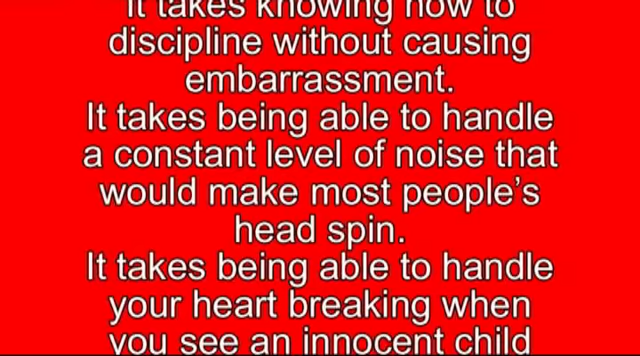 It takes knowing how to
discipline without causing
embarrassment.
It takes being able to handle
a constant level of noise that
would make most people’s
head spin.
It takes being able to handle
your heart breaking when
you see an innocent child